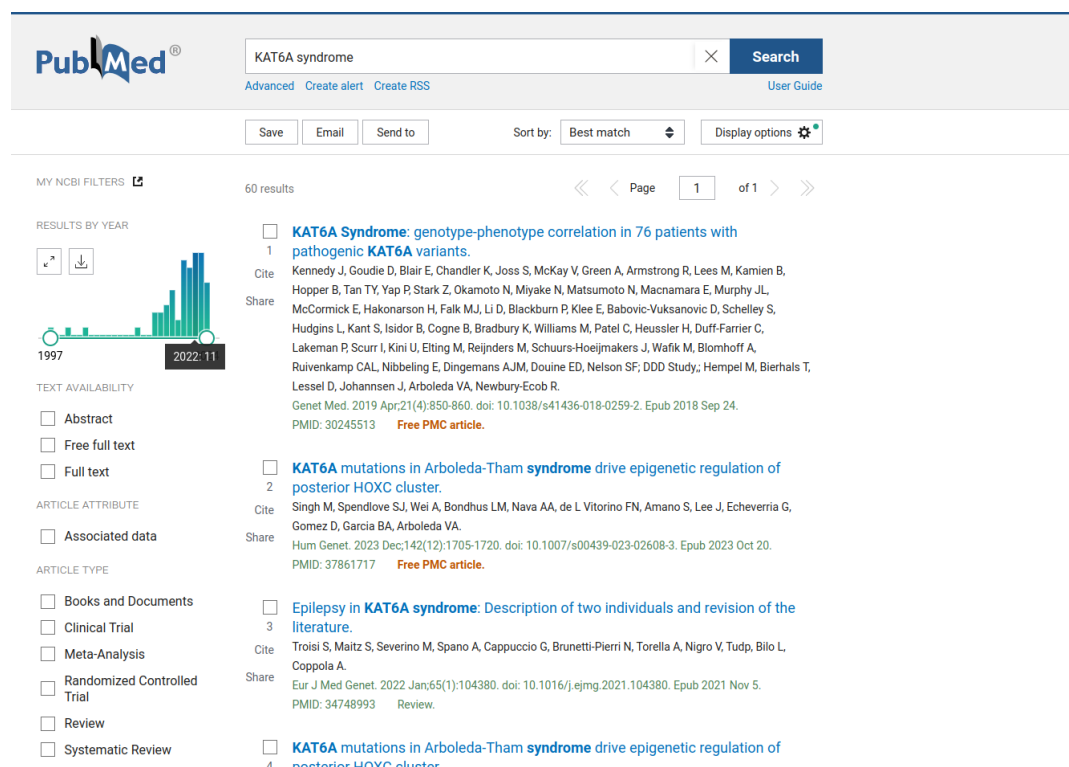 PubMed®
KAT6A syndrome
Search
Advanced Create alert Create RSS
User Guide
Save Email Send to
Sort by: Best match
Display options
MY NCBI FILTERS
60 results
Page 1 of 1
RESULTS BY YEAR
1997
2022: 11
TEXT AVAILABILITY
Abstract
Free full text
Full text
ARTICLE ATTRIBUTE
Associated data
ARTICLE TYPE
Books and Documents
Clinical Trial
Meta-Analysis
Randomized Controlled
Trial
Review
Systematic Review
1
Cite
Share
KAT6A Syndrome: genotype-phenotype correlation in 76 patients with
pathogenic KAT6A variants.
Kennedy J, Goudie D, Blair E, Chandler K, Joss S, McKay V, Green A, Armstrong R, Lees M, Kamien B,
Hopper B, Tan TY, Yap P, Stark Z, Okamoto N, Miyake N, Matsumoto N, Macnamara E, Murphy JL,
McCormick E, Hakonarson H, Falk MJ, Li D, Blackburn P, Klee E, Babovic-Vuksanovic D, Schelley S,
Hudgins L, Kant S, Isidor B, Cogne B, Bradbury K, Williams M, Patel C, Heussler H, Duff-Farrier C,
Lakeman P, Scurr I, Kini U, Elting M, Reijnders M, Schuurs-Hoeijmakers J, Wafik M, Blomhoff A,
Ruivenkamp CAL, Nibbeling E, Dingemans AJM, Douine ED, Nelson SF; DDD Study,; Hempel M, Bierhals T,
Lessel D, Johannsen J, Arboleda VA, Newbury-Ecob R.
Genet Med. 2019 Apr;21(4):850-860. doi: 10.1038/s41436-018-0259-2. Epub 2018 Sep 24.
PMID: 30245513 Free PMC article.
2
Cite
Share
KAT6A mutations in Arboleda-Tham syndrome drive epigenetic regulation of
posterior HOXC cluster.
Singh M, Spendlove SJ, Wei A, Bondhus LM, Nava AA, de L Vitorino FN, Amano S, Lee J, Echeverria G,
Gomez D, Garcia BA, Arboleda VA.
Hum Genet. 2023 Dec;142(12):1705-1720. doi: 10.1007/s00439-023-02608-3. Epub 2023 Oct 20.
PMID: 37861717 Free PMC article.
3
Cite
Share
Epilepsy in KAT6A syndrome: Description of two individuals and revision of the
literature.
Troisi S, Maitz S, Severino M, Spano A, Cappuccio G, Brunetti-Pierri N, Torella A, Nigro V, Tudp, Bilo L,
Coppola A.
Eur J Med Genet. 2022 Jan;65(1):104380. doi: 10.1016/j.ejmg.2021.104380. Epub 2021 Nov 5.
PMID: 34748993 Review.
4
KAT6A mutations in Arboleda-Tham syndrome drive epigenetic regulation of
posterior HOXC cluster.